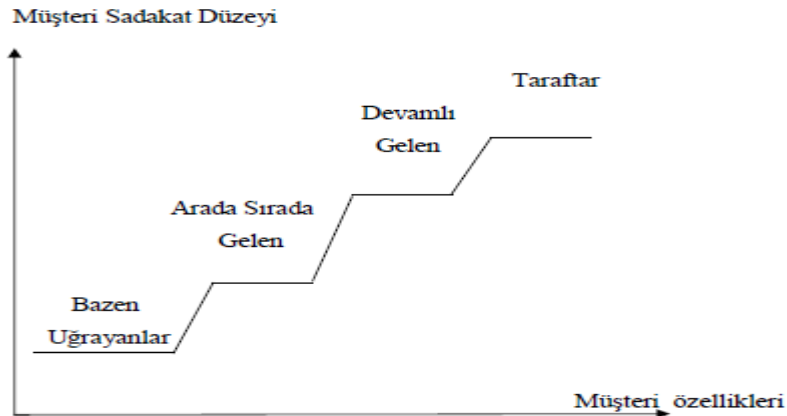 Müşteri Sadakat Düzeyi
Taraftar
Devamlı
Gelen
Arada Sırada
Gelen
Bazen
Uğrayanlar
Müşteri özellikleri